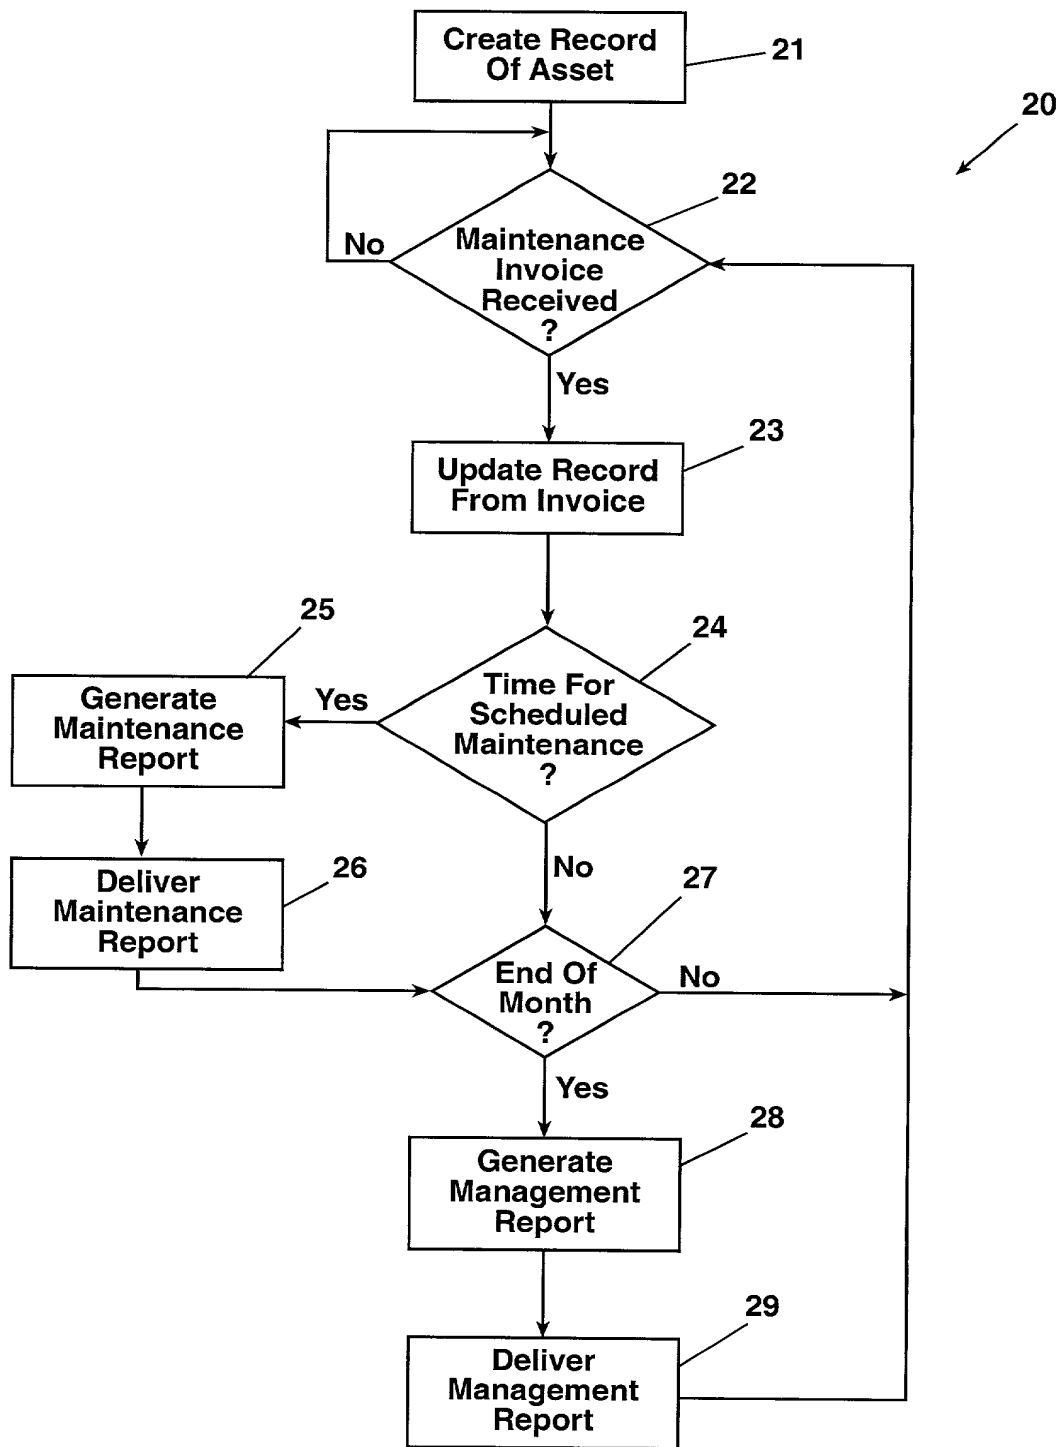 Create Record
Of Asset
21
20
22
No
Maintenance
Invoice
Received
?
Yes
23
Update Record
From Invoice
25
24
Generate
Maintenance
Report
Yes
Time For
Scheduled
Maintenance
?
Deliver
Maintenance
Report
26
No
27
End Of
Month
?
No
Yes
28
Generate
Management
Report
29
Deliver
Management
Report